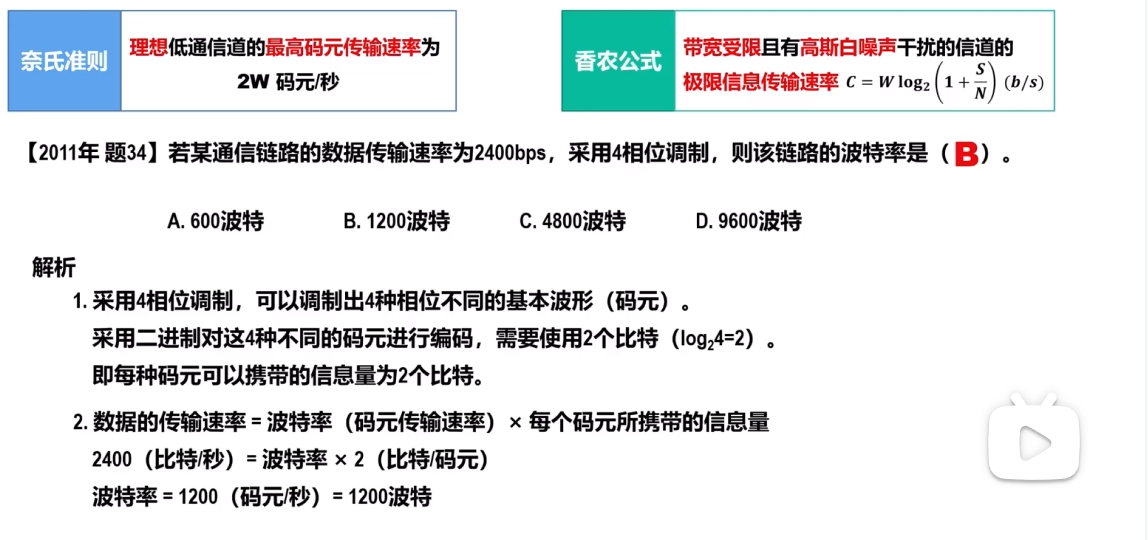 奈氏准则
理想低通信道的最高码元传输速率为
2W 码元/秒
香农公式
带宽受限且有高斯白噪声干扰的信道的
极限信息传输速率 C = W log₂(1 + S/N) (b/s)
【2011年 题34】若某通信链路的数据传输速率为2400bps，采用4相位调制，则该链路的波特率是（B）。
A. 600波特 B. 1200波特 C. 4800波特 D. 9600波特
解析
1. 采用4相位调制，可以调制出4种相位不同的基本波形（码元）。
采用二进制对这4种不同的码元进行编码，需要使用2个比特（log₂4=2）。
即每种码元可以携带的信息量为2个比特。
2. 数据的传输速率 = 波特率（码元传输速率）× 每个码元所携带的信息量
2400（比特/秒）= 波特率 × 2（比特/码元）
波特率 = 1200（码元/秒）= 1200波特